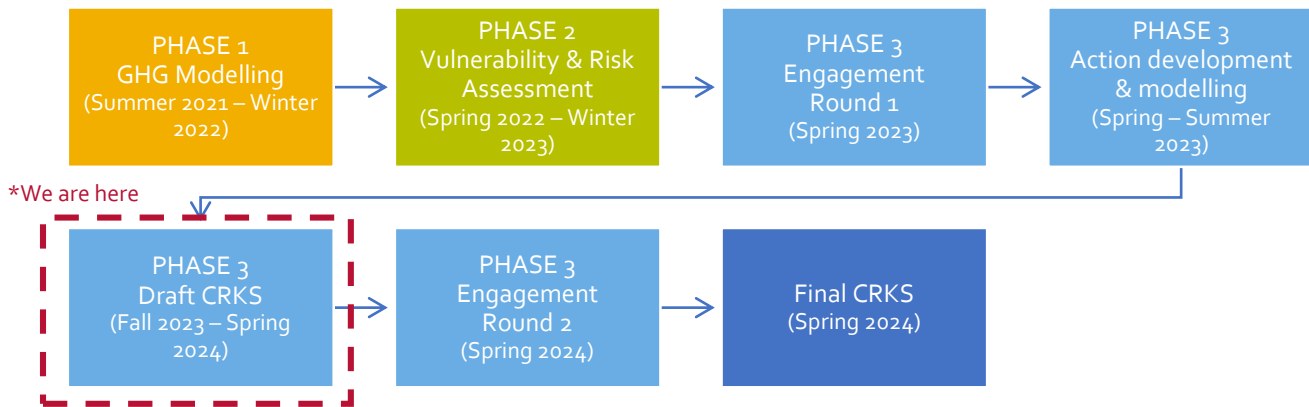 PHASE 1
GHG Modelling
(Summer 2021 – Winter
2022)
PHASE 2
Vulnerability & Risk
Assessment
(Spring 2022 – Winter
2023)
PHASE 3
Engagement
Round 1
(Spring 2023)
PHASE 3
Action development
& modelling
(Spring – Summer
2023)
*We are here
PHASE 3
Draft CRKS
(Fall 2023 – Spring
2024)
PHASE 3
Engagement
Round 2
(Spring 2024)
Final CRKS
(Spring 2024)